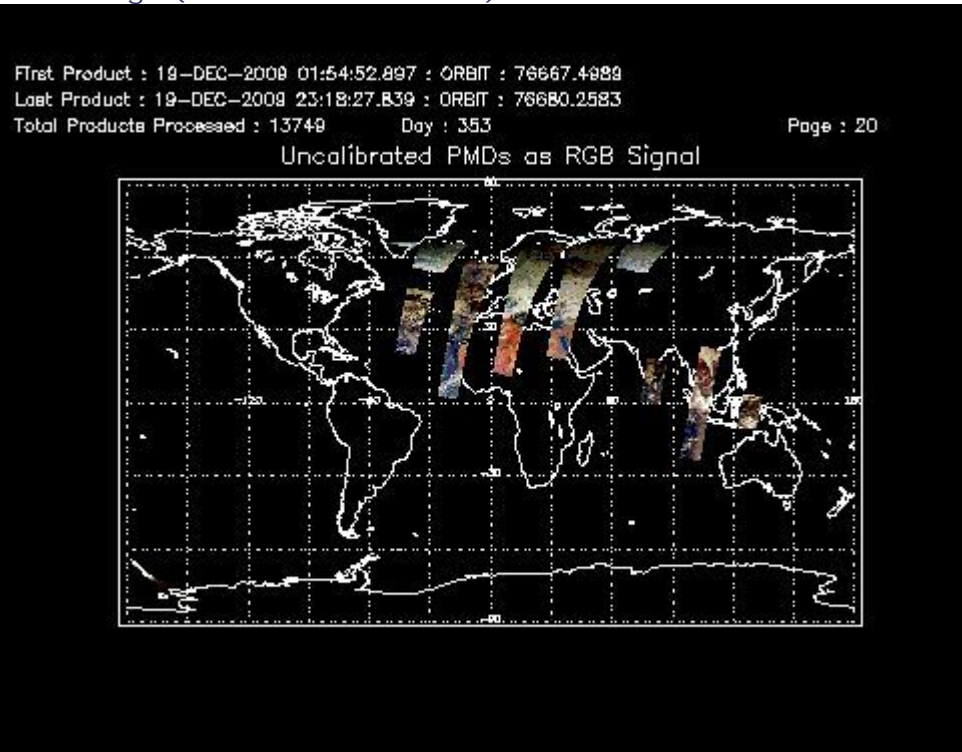 First Product : 19-DEC-2009 01:54:52.897 : ORBIT : 76667.4989
Last Product : 19-DEC-2009 23:18:27.839 : ORBIT : 76680.2583
Total Products Processed : 13749 Day : 353 Page : 20
Uncalibrated PMDs as RGB Signal